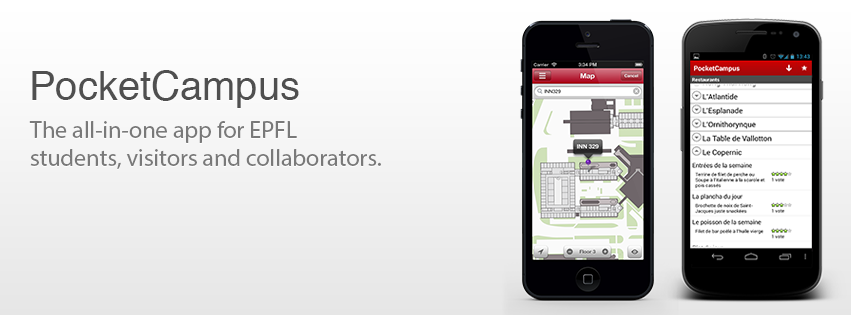 PocketCampus
The all-in-one app for EPFL
students, visitors and collaborators.
Carrier
3:34 PM
Map
Cancel
INN329
INN 329
Floor 3
13:43
PocketCampus
Restaurants
L'Atlantide
L'Esplanade
L'Ornithorynque
La Table de Vallotton
Le Copernic
Entrées de la semaine
Terrine de filet de perche ou
Soupe à l'italienne à la scarole et
pois cassés
1 vote
La plancha du jour
Brochette de noix de Saint-
Jacques juste snackées
1 vote
Le poisson de la semaine
Filet de bar poêlé à l'huile vierge
1 vote